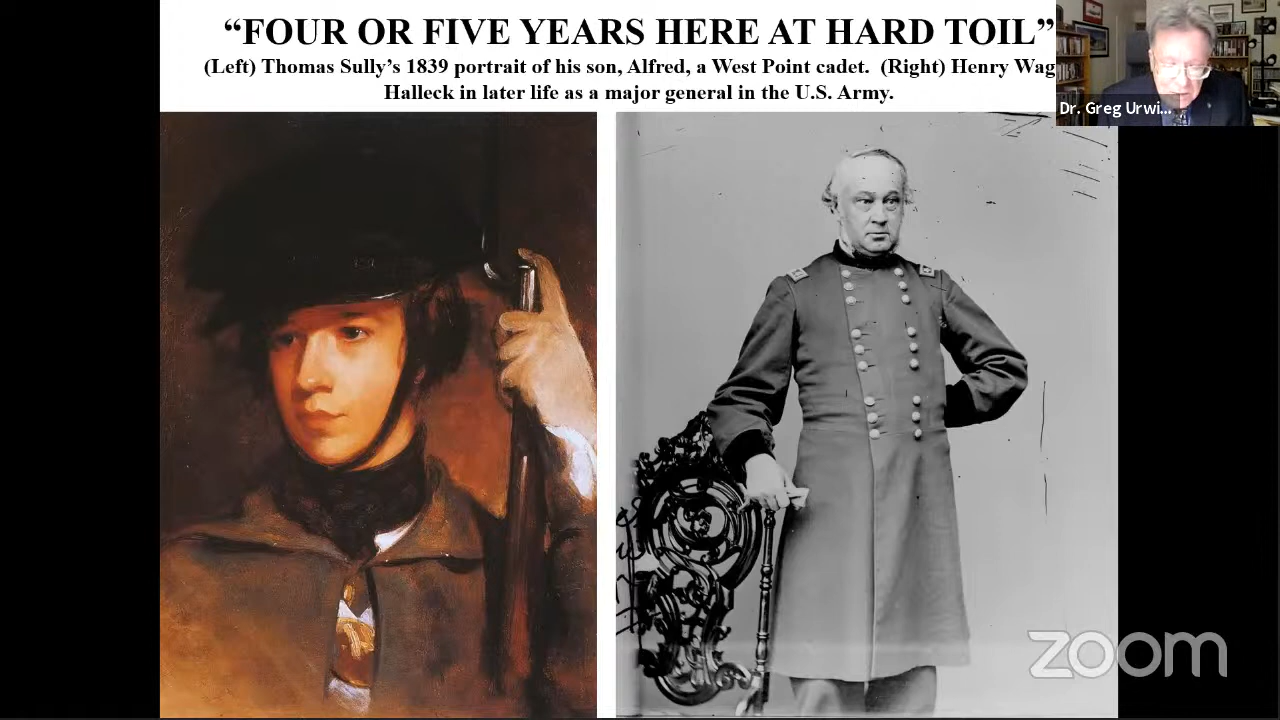 “FOUR OR FIVE YEARS HERE AT HARD TOIL”
(Left) Thomas Sully’s 1839 portrait of his son, Alfred, a West Point cadet. (Right) Henry Wag
Halleck in later life as a major general in the U.S. Army.
Dr. Greg Urwi...
zoom